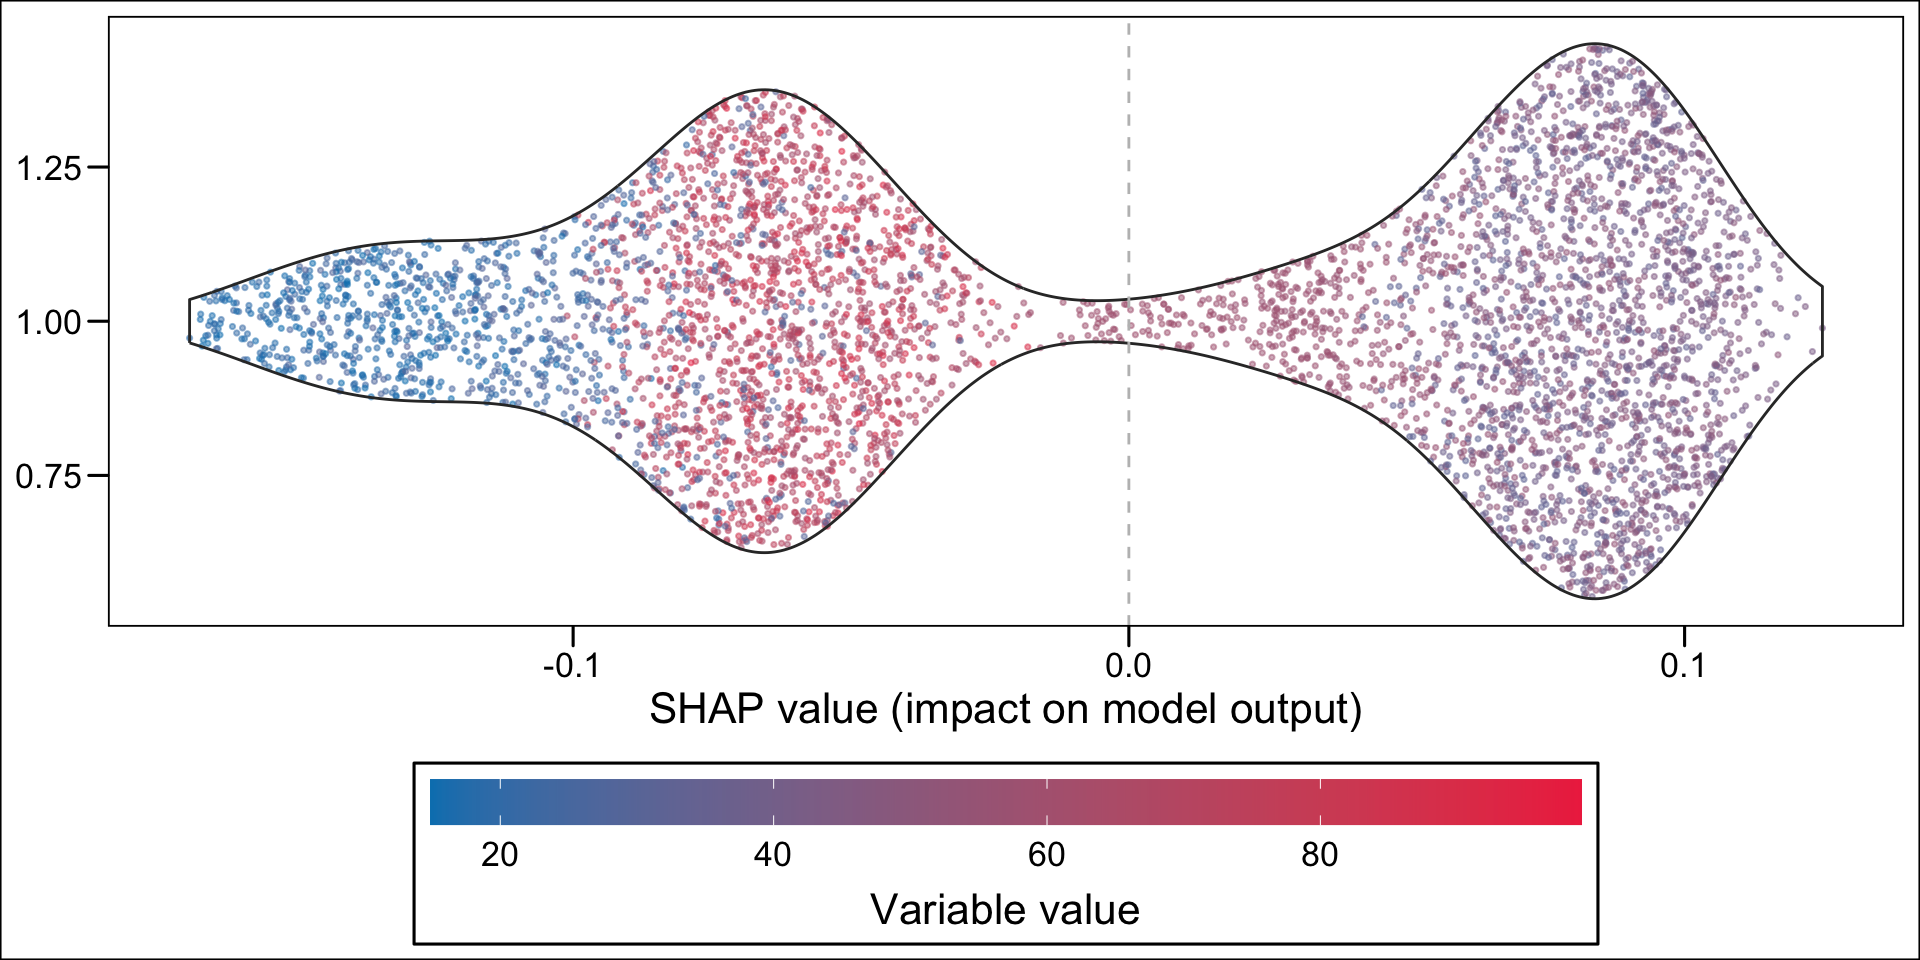 1.25
1.00
0.75
-0.1 0.0 0.1
SHAP value (impact on model output)
20 40 60 80
Variable value